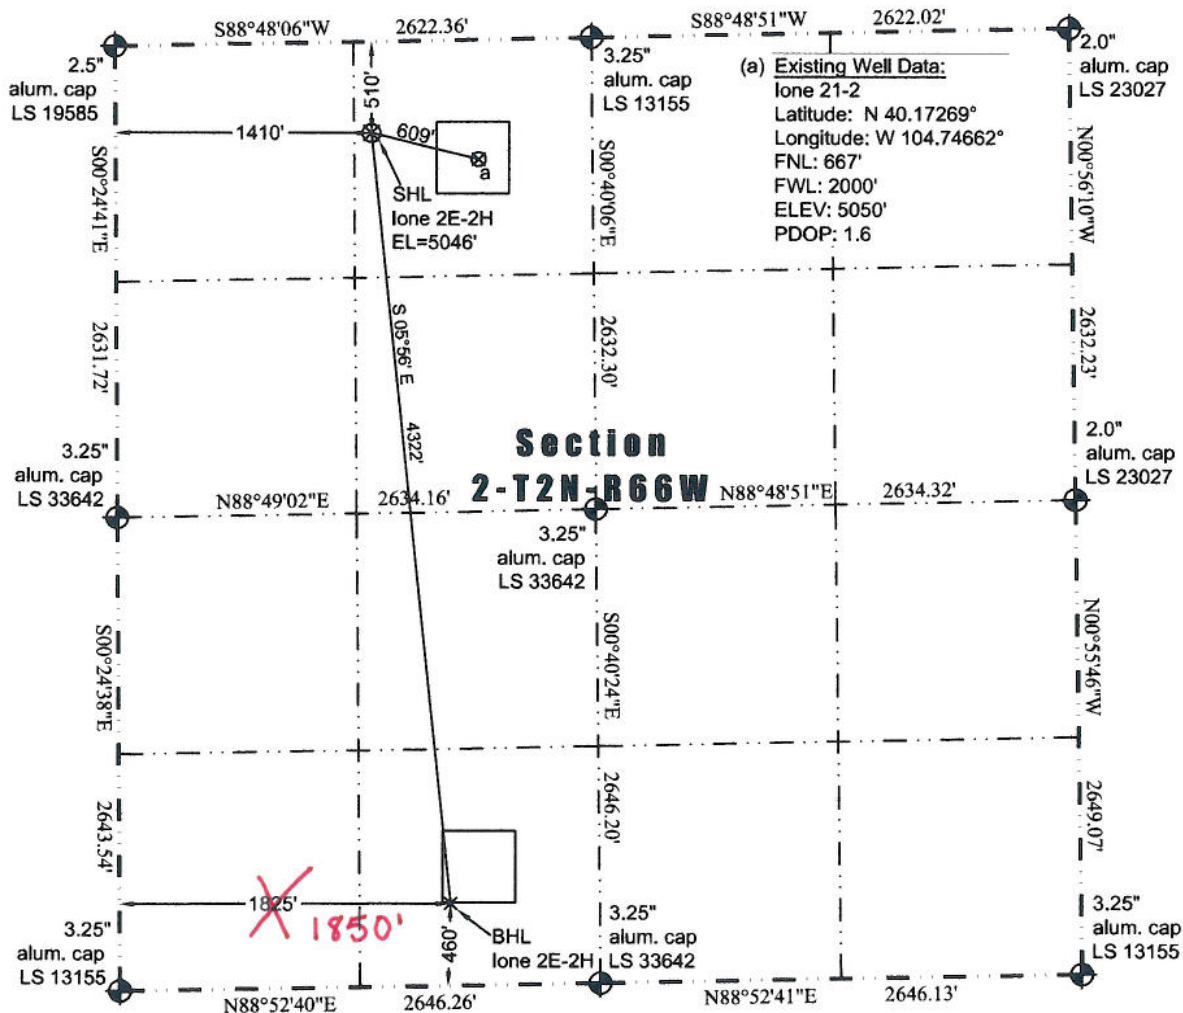 S88°48'06"W 2622.36' S88°48'51"W 2622.02'
2.5"
alum. cap
LS 19585
3.25"
alum. cap
LS 13155
(a) Existing Well Data:
Ione 21-2
Latitude: N 40.17269°
Longitude: W 104.74662°
FNL: 667'
FWL: 2000'
ELEV: 5050'
PDOP: 1.6
2.0"
alum. cap
LS 23027
510'
1410'
609'
a
SHL
Ione 2E-2H
EL=5046'
S00°24'41"E
2631.72'
S00°40'06"E
2632.30'
N00°56'10"W
2632.23'
S 05°56' E 4322'
Section
2-T2N-R66W
3.25"
alum. cap
LS 33642
N88°49'02"E 2634.16'
N88°48'51"E 2634.32'
2.0"
alum. cap
LS 23027
3.25"
alum. cap
LS 33642
S00°24'38"E
2643.54'
S00°40'24"E
2646.20'
N00°55'46"W
2649.07'
1825'
1850'
460'
BHL
Ione 2E-2H
3.25"
alum. cap
LS 13155
3.25"
alum. cap
LS 33642
3.25"
alum. cap
LS 13155
N88°52'40"E 2646.26' N88°52'41"E 2646.13'